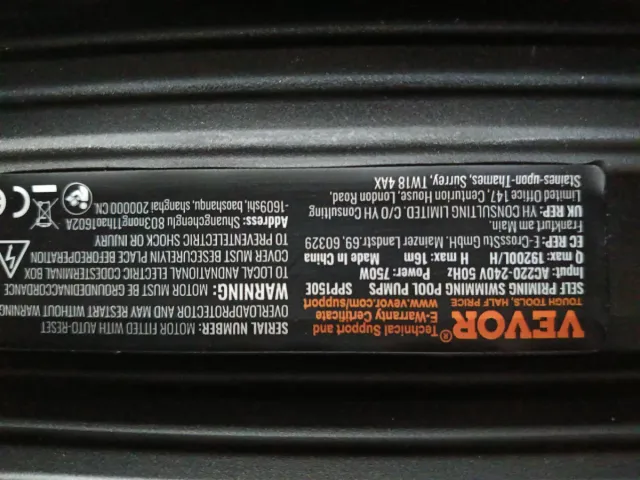 VEVOR®
TOUGH TOOLS, HALF PRICE
Technical Support and
E-Warranty Certificate
www.vevor.com/support
SELF PRIMING SWIMMING POOL PUMPS SPP150E
Input: AC220-240V 50Hz Power: 750W
Q max: 19200L/H H max: 16m Made In China
EC REP: E-CrossStu GmbH. Mainzer Landstr.69, 60329
Frankfurt am Main.
UK REP: YH CONSULTING LIMITED. C/O YH Consulting
Limited Office 147, Centurion House, London Road,
Staines-upon-Thames, Surrey, TW18 4AX
SERIAL NUMBER: MOTOR FITTED WITH AUTO-RESET
OVERLOADPROTECTOR AND MAY RESTART WITHOUT WARNING
WARNING: MOTOR MUST BE GROUNDEDINACCORDANCE
TO LOCAL ANDNATIONAL ELECTRIC CODESTERMINAL BOX
COVER MUST BESECURELY PLACEN BEFOREOPERATION
TO PREVENTELECTRIC SHOCK OR INJURY
Address: Shuangchenglu 803nong11hao1602A
-1609shi, baoshanqu, shanghai 200000 CN.
CE